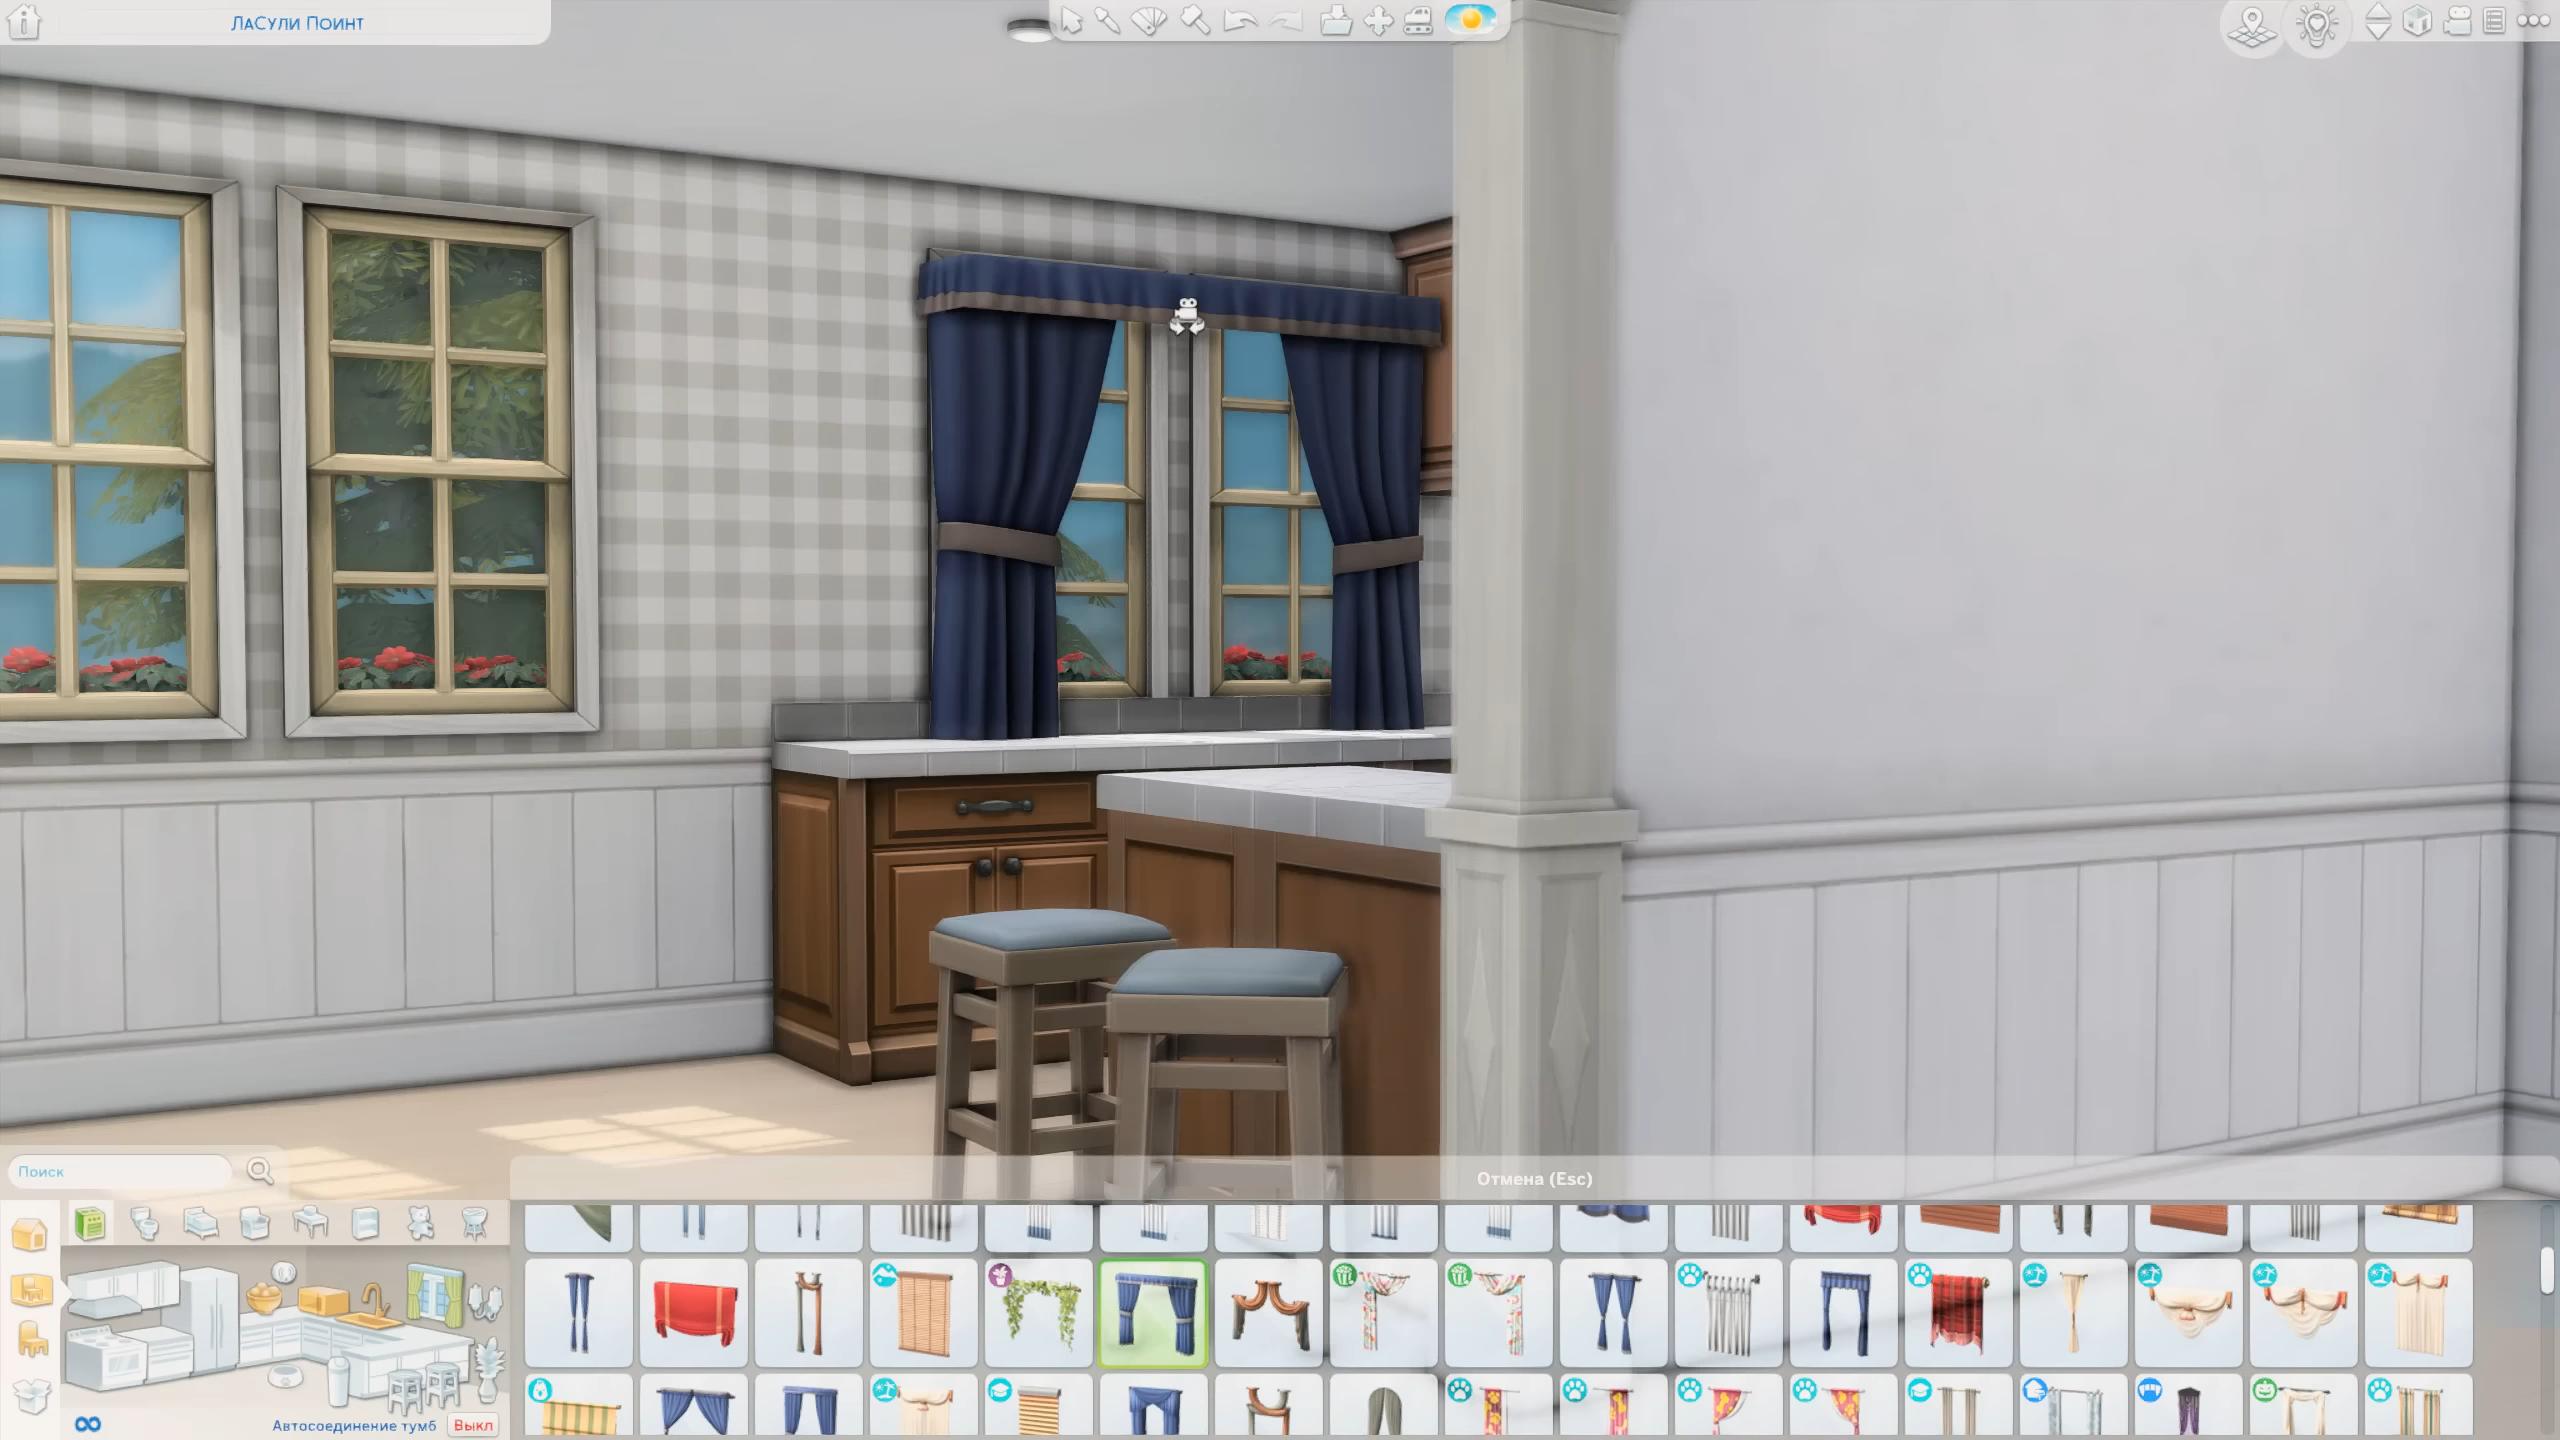 ЛаСули Поинт
Отмена (Esc)
Поиск
Автосоединение тумб
Выкл